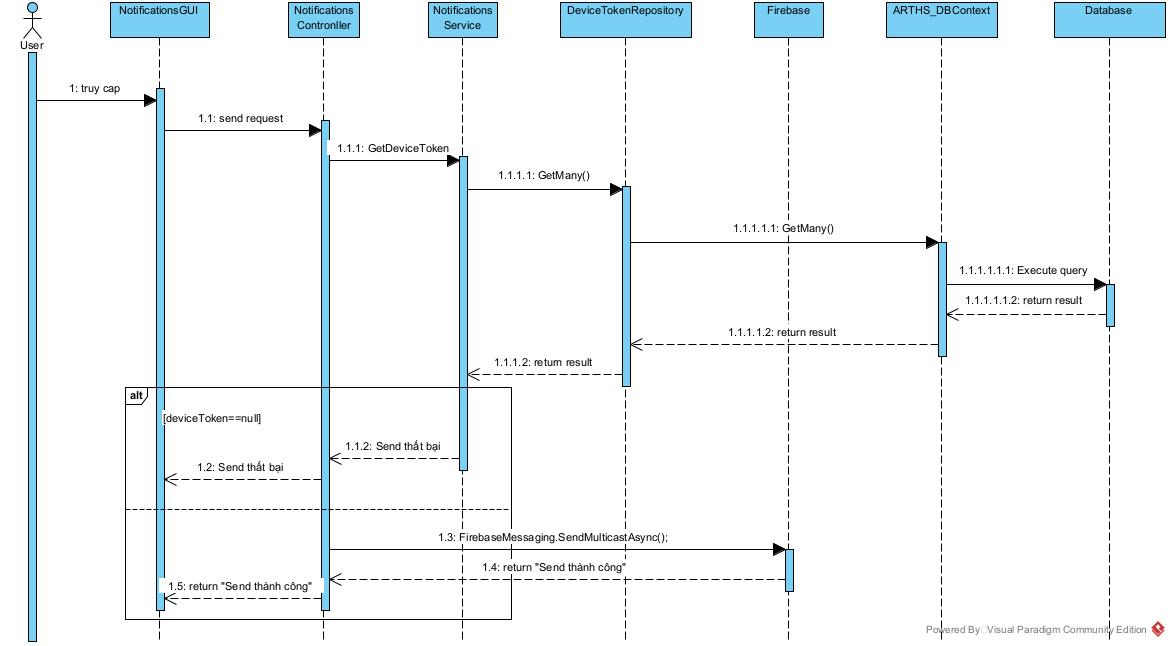 User
NotificationsGUI
Notifications
Contronller
Notifications
Service
DeviceTokenRepository
Firebase
ARTHS_DBContext
Database
1: truy cap
1.1: send request
1.1.1: GetDeviceToken
1.1.1.1: GetMany()
1.1.1.1.1: GetMany()
1.1.1.1.1.1: Execute query
1.1.1.1.1.2: return result
1.1.1.1.2: return result
1.1.1.2: return result
alt
[deviceToken==null]
1.1.2: Send thất bại
1.2: Send thất bại
1.3: FirebaseMessaging.SendMulticastAsync();
1.4: return "Send thành công"
1.5: return "Send thành công"
Powered By Visual Paradigm Community Edition